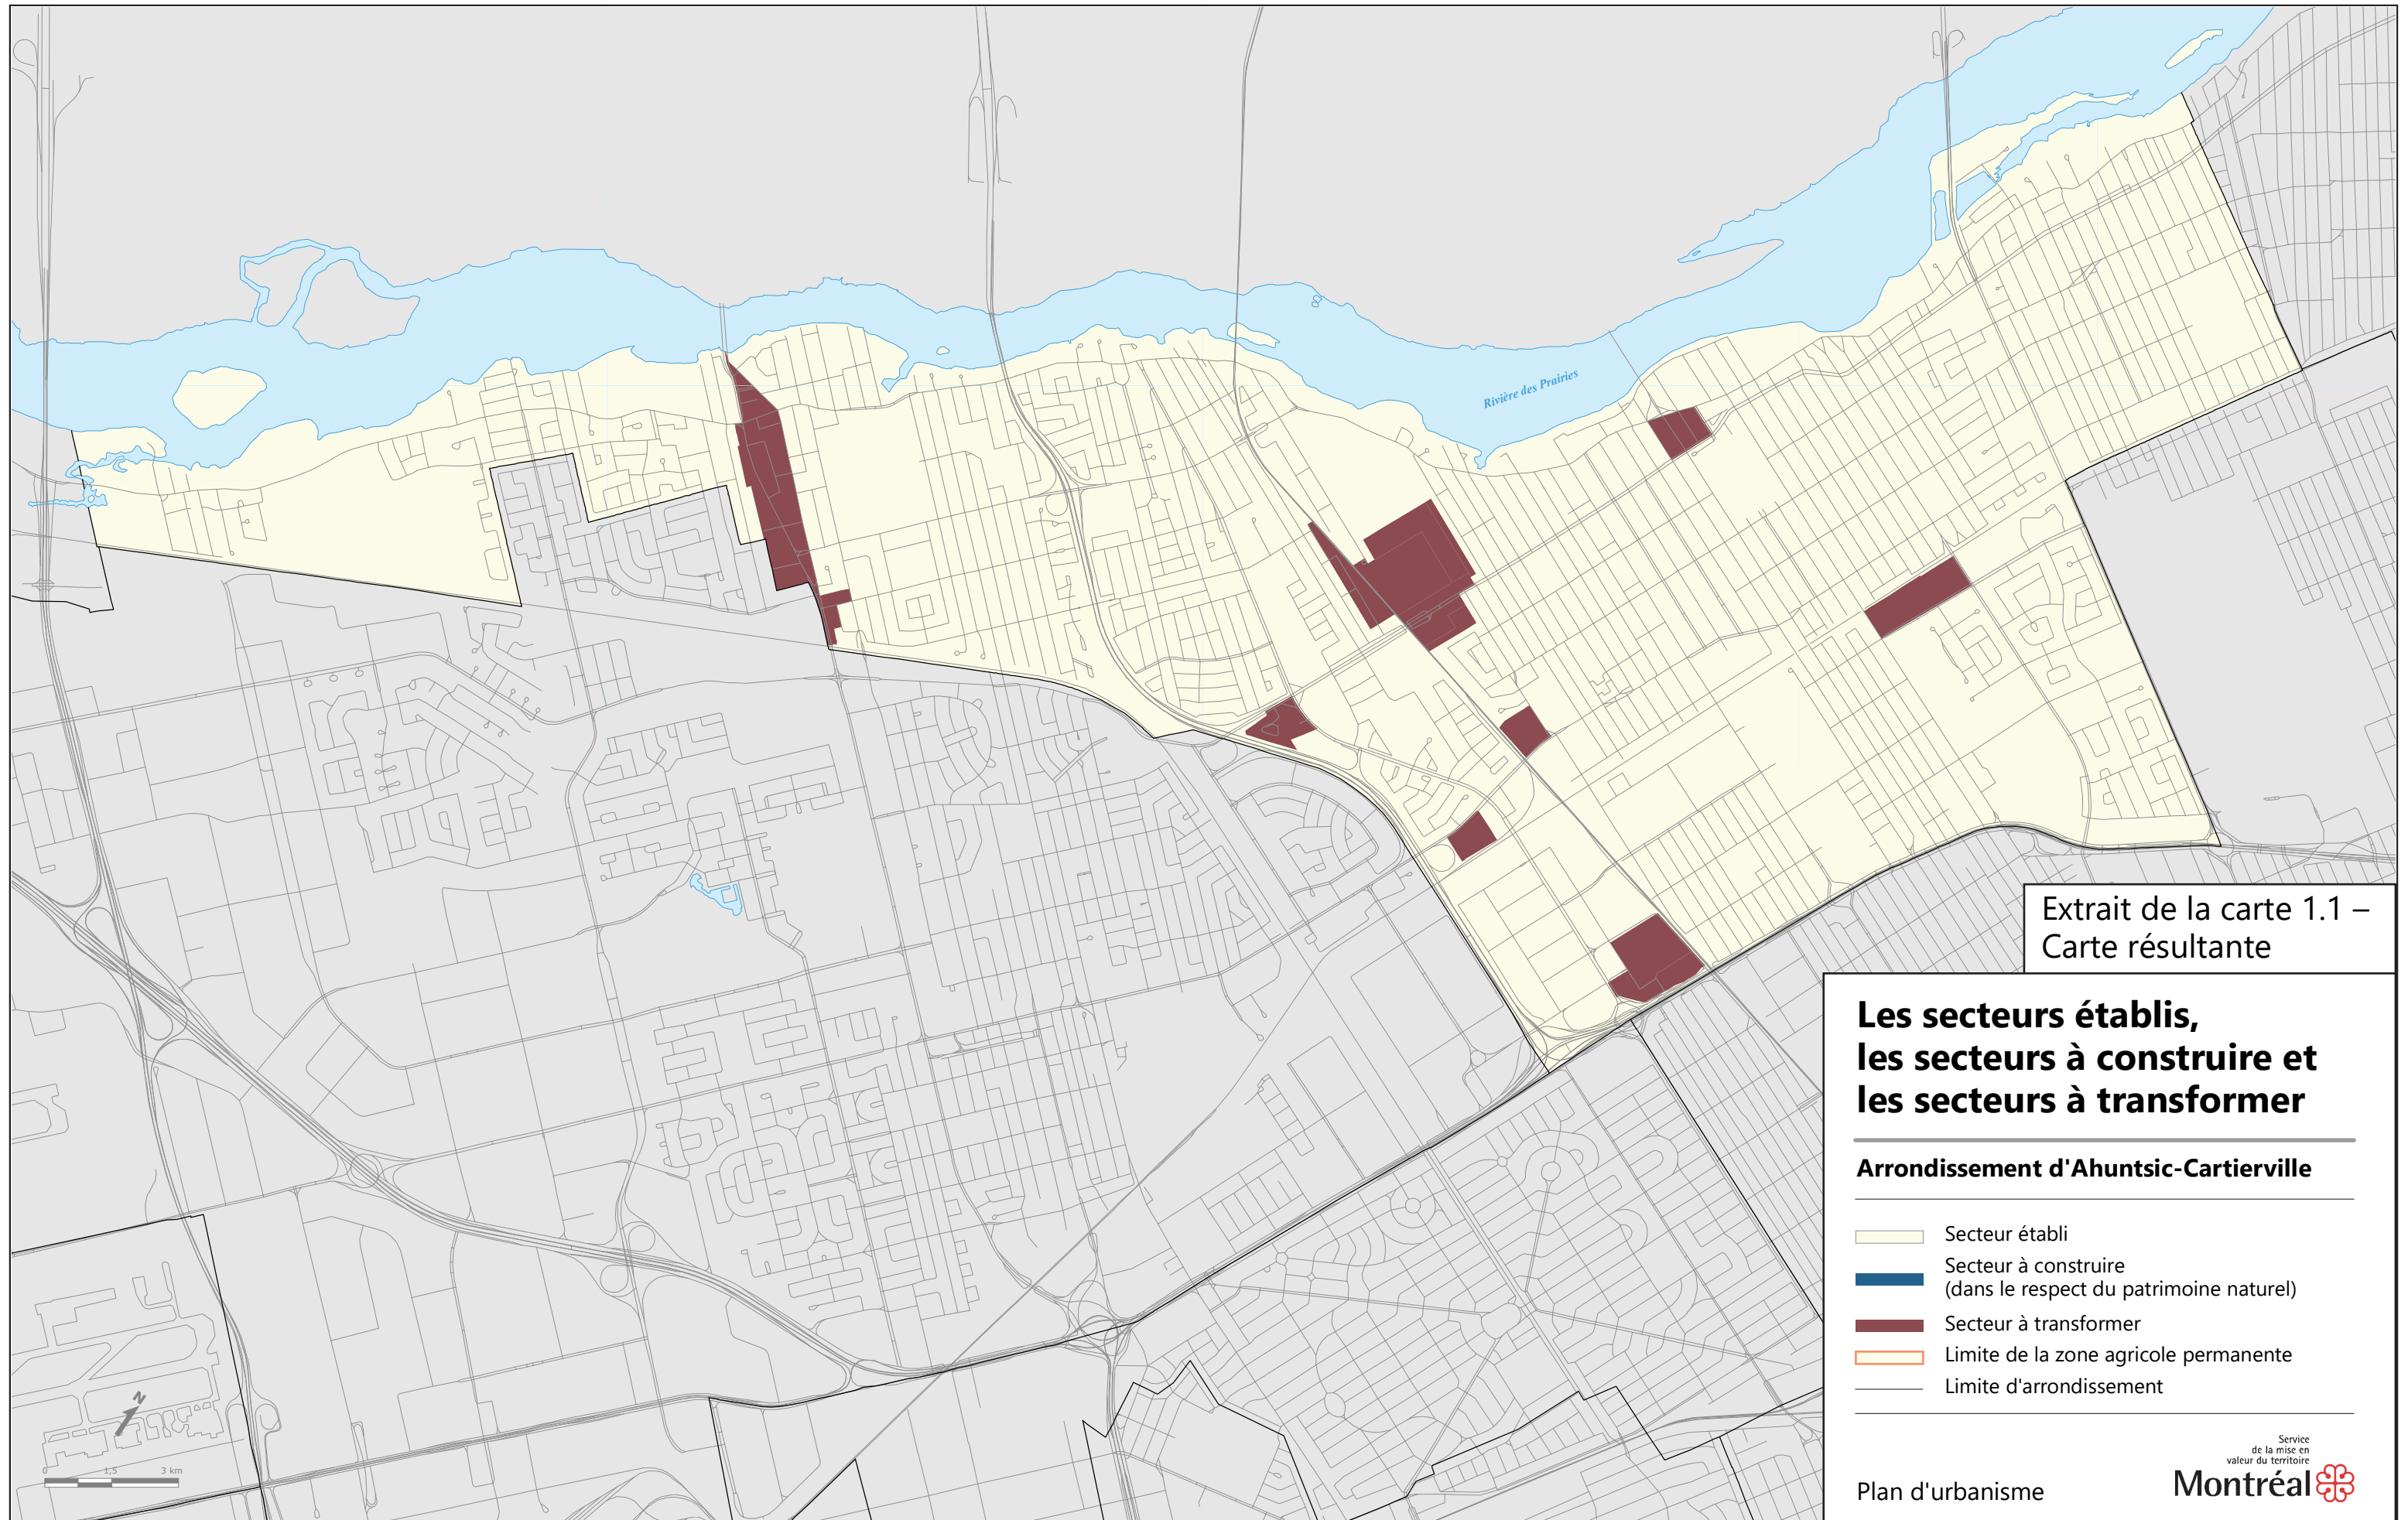 Rivière des Prairies
Extrait de la carte 1.1 –
Carte résultante
Les secteurs établis,
les secteurs à construire et
les secteurs à transformer
Arrondissement d'Ahuntsic-Cartierville
Secteur établi
Secteur à construire
(dans le respect du patrimoine naturel)
Secteur à transformer
Limite de la zone agricole permanente
Limite d'arrondissement
N
0 1,5 3 km
Service
de la mise en
valeur du territoire
Montréal
Plan d'urbanisme